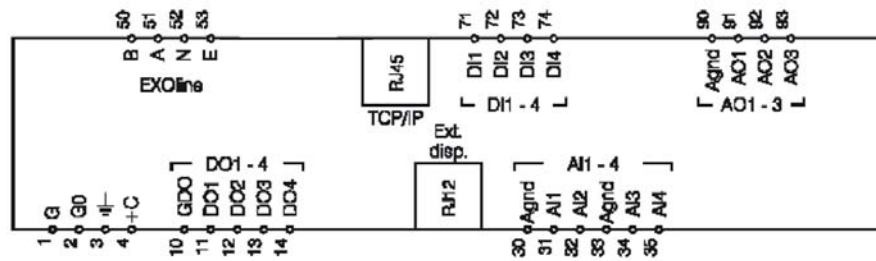 50 51 52 53
B A N E
EXOline
RJ45
TCP/IP
71 72 73 74
DI1 DI2 DI3 DI4
DI1 - 4
90 91 92 93
Agnd AO1 AO2 AO3
AO1 - 3
DO1 - 4
G G0 +C
1 2 3 4
GDO DO1 DO2 DO3 DO4
10 11 12 13 14
Ext.
disp.
RJ12
AI1 - 4
Agnd AI1 AI2 Agnd AI3 AI4
30 31 32 33 34 35